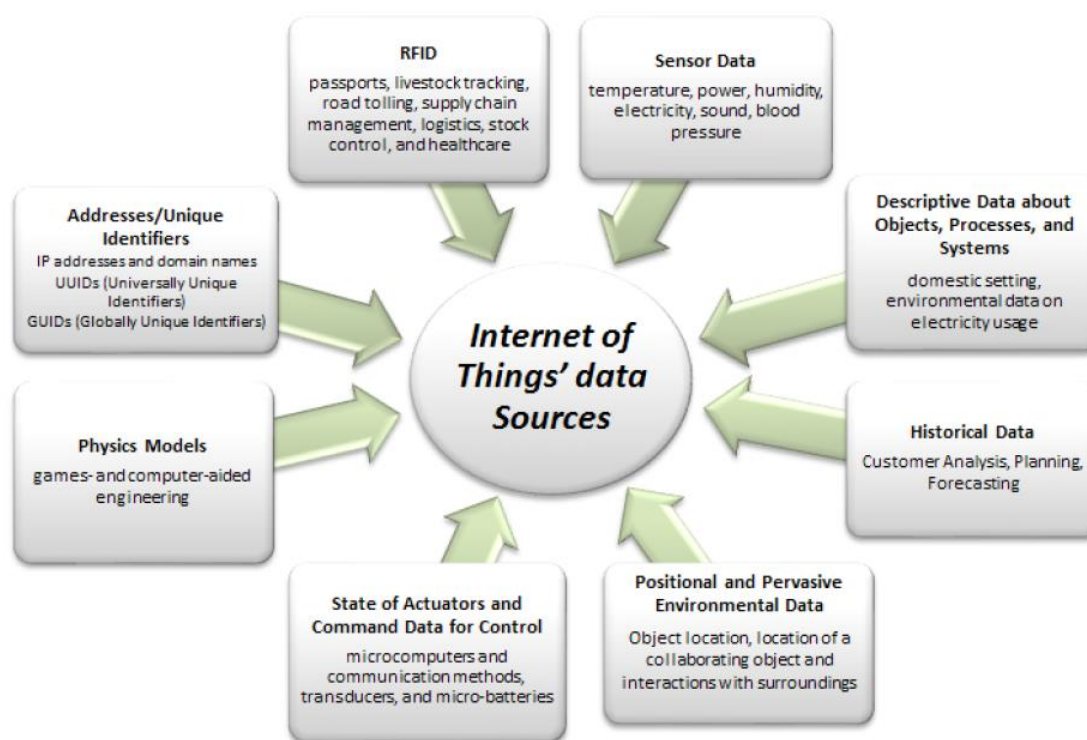 RFID
passports, livestock tracking,
road tolling, supply chain
management, logistics, stock
control, and healthcare
Sensor Data
temperature, power, humidity,
electricity, sound, blood
pressure
Addresses/Unique
Identifiers
IP addresses and domain names
UUIDs (Universally Unique
Identifiers)
GUIDs (Globally Unique Identifiers)
Descriptive Data about
Objects, Processes, and
Systems
domestic setting,
environmental data on
electricity usage
Internet of
Things' data
Sources
Physics Models
games- and computer-aided
engineering
Historical Data
Customer Analysis, Planning,
Forecasting
State of Actuators and
Command Data for Control
microcomputers and
communication methods,
transducers, and micro-batteries
Positional and Pervasive
Environmental Data
Object location, location of a
collaborating object and
interactions with surroundings